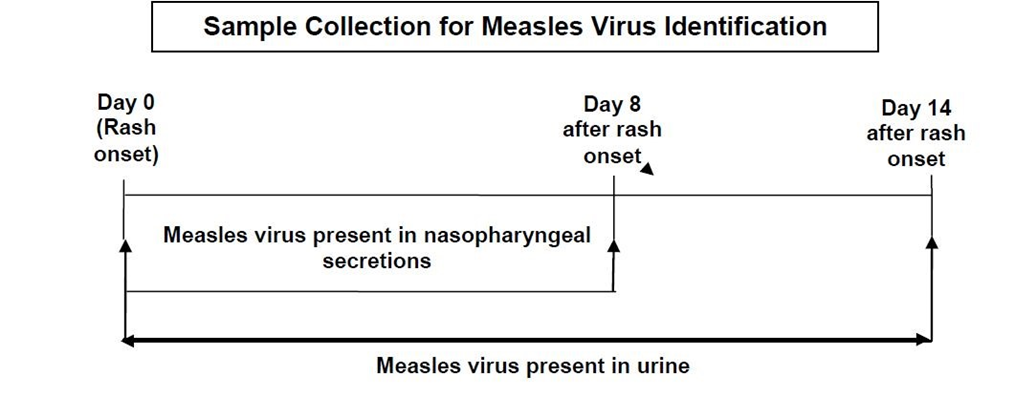 Sample Collection for Measles Virus Identification
Day 0
(Rash
onset)
Day 8
after rash
onset
Day 14
after rash
onset
Measles virus present in nasopharyngeal
secretions
Measles virus present in urine